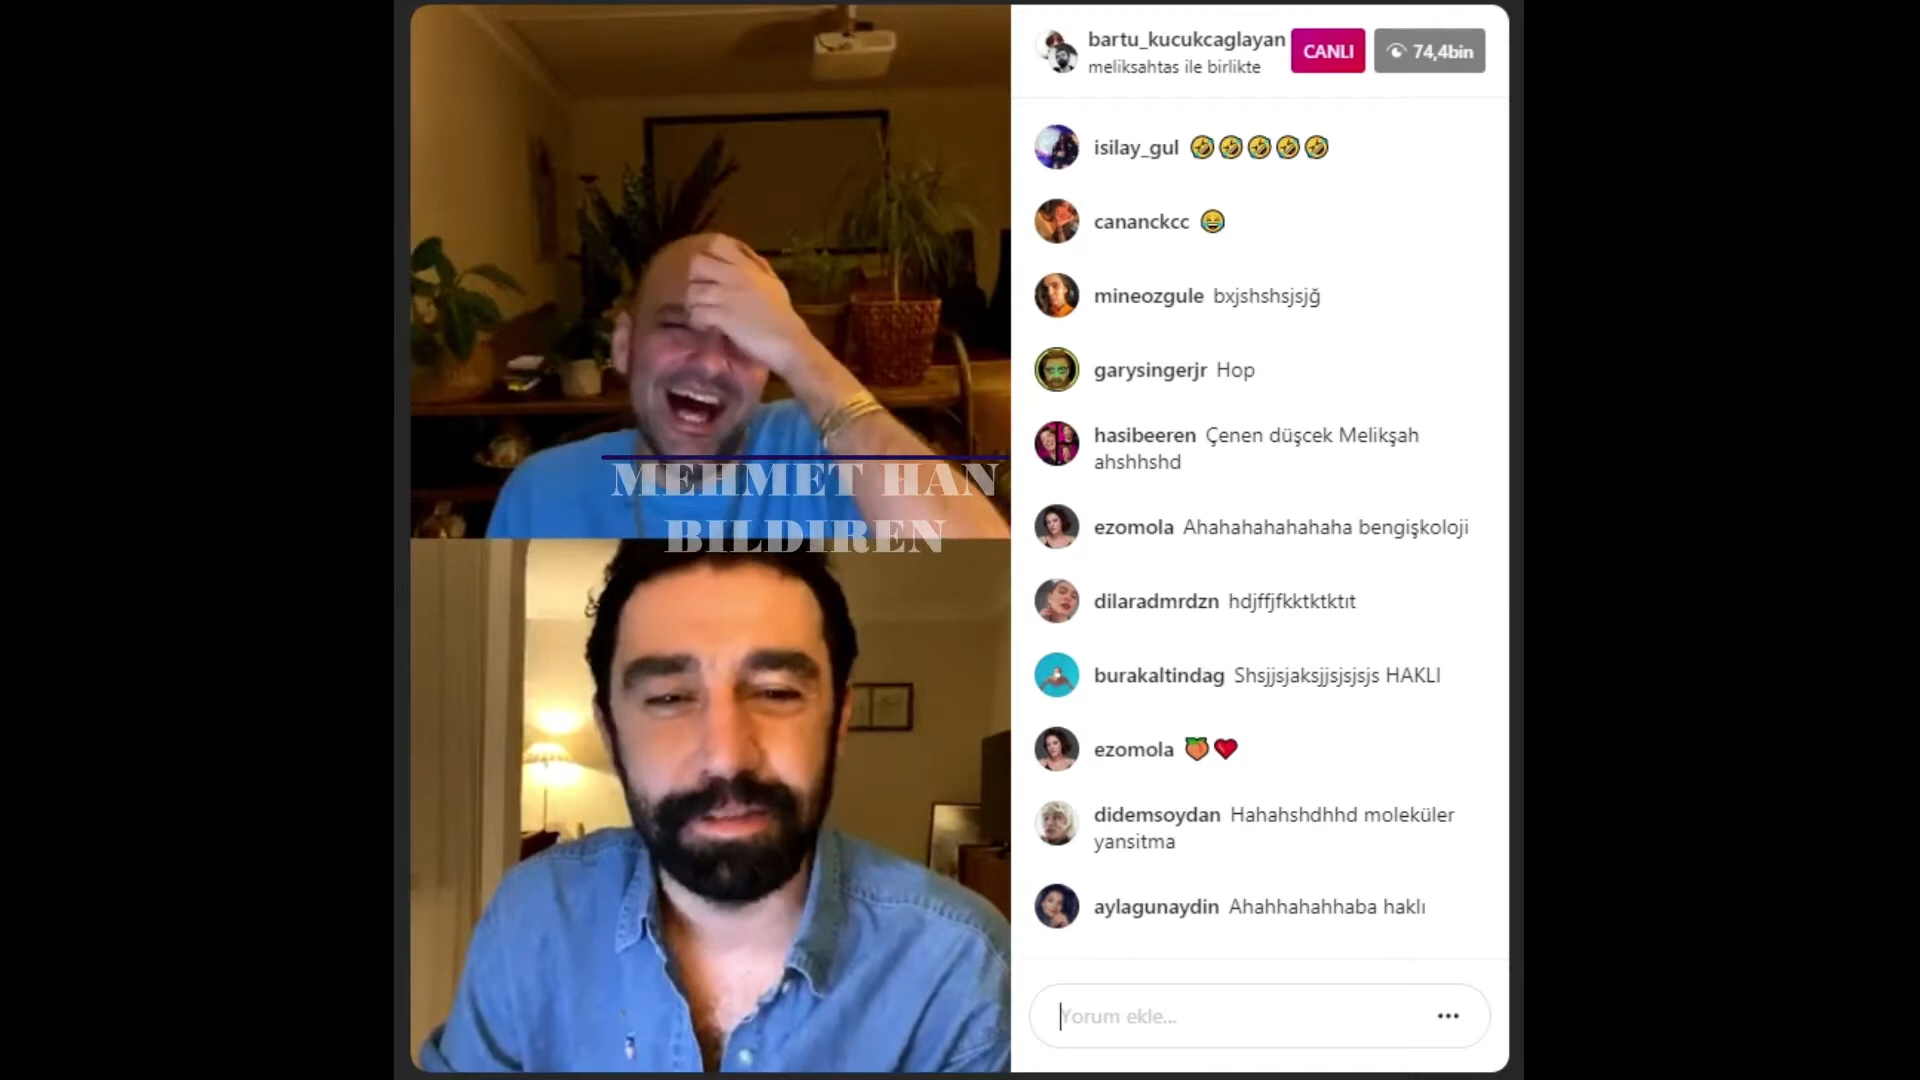 bartu_kucukcaglayan
meliksahtas ile birlikte
CANLI
74,4bin
isilay_gul 🤣🤣🤣🤣🤣
cananckcc 😂
mineozgule bxjshshsjsjğ
garysingerjr Hop
hasibeeren Çenen düşcek Melikşah
ahshhshd
ezomola Ahahahahahahaha bengişkoloji
dilaradmrdzn hdjffjfkktktktıt
burakaltindag Shsjjsjaksjjsjsjsjs HAKLI
ezomola 🍑❤️
didemsoydan Hahahshdhhd moleküler
yansitma
aylagunaydin Ahahhahahhaba haklı
Yorum ekle...
MEHMET HAN
BILDIREN